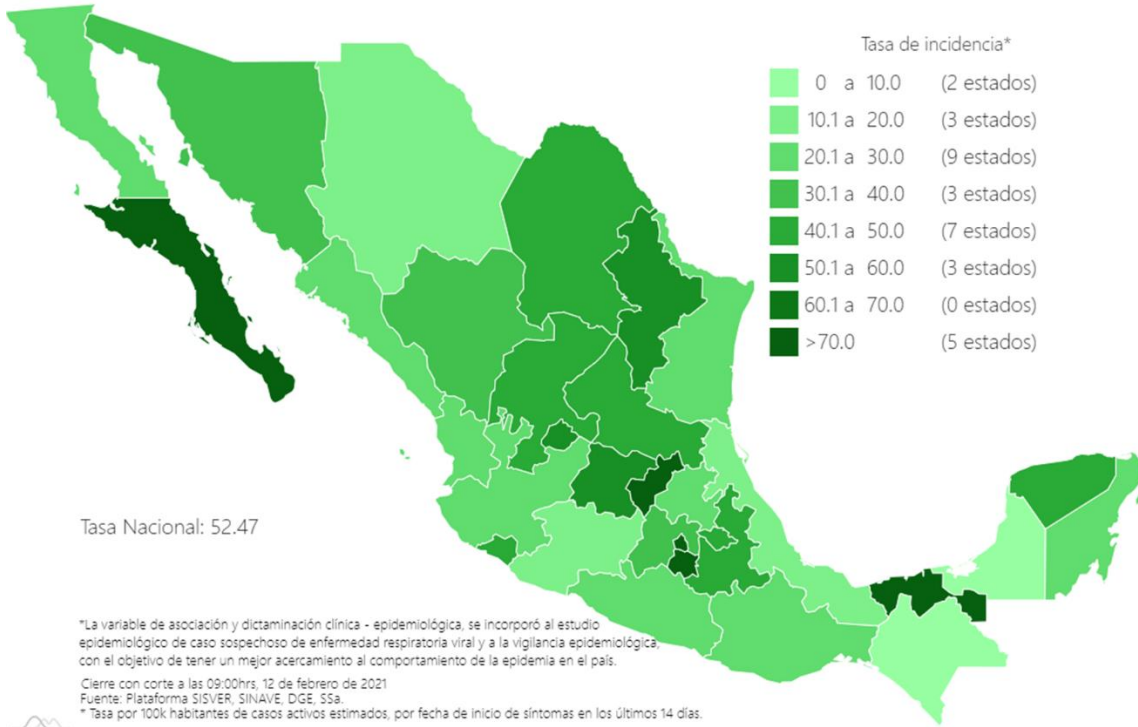 Tasa de incidencia*
0 a 10.0 (2 estados)
10.1 a 20.0 (3 estados)
20.1 a 30.0 (9 estados)
30.1 a 40.0 (3 estados)
40.1 a 50.0 (7 estados)
50.1 a 60.0 (3 estados)
60.1 a 70.0 (0 estados)
>70.0 (5 estados)
Tasa Nacional: 52.47
*La variable de asociación y dictaminación clínica - epidemiológica, se incorporó al estudio
epidemiológico de caso sospechoso de enfermedad respiratoria viral y a la vigilancia epidemiológica,
con el objetivo de tener un mejor acercamiento al comportamiento de la epidemia en el país.
Cierre con corte a las 09:00hrs, 12 de febrero de 2021
Fuente: Plataforma SISVER, SINAVE, DGE, SSa.
* Tasa por 100k habitantes de casos activos estimados, por fecha de inicio de síntomas en los últimos 14 días.